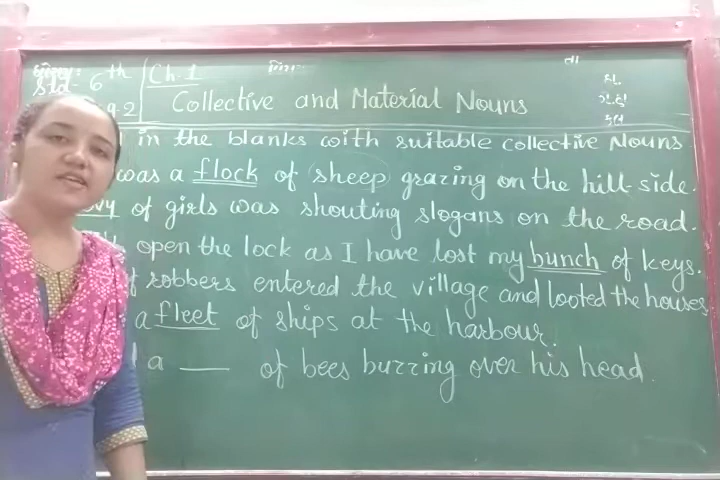 Std- 6th Ch. 1
Collective and Material Nouns
in the blanks with suitable collective Nouns
was a flock of sheep grazing on the hill-side.
of girls was shouting slogans on the road.
open the lock as I have lost my bunch of keys.
robbers entered the village and looted the houses.
a fleet of ships at the harbour.
a ___ of bees buzzing over his head.